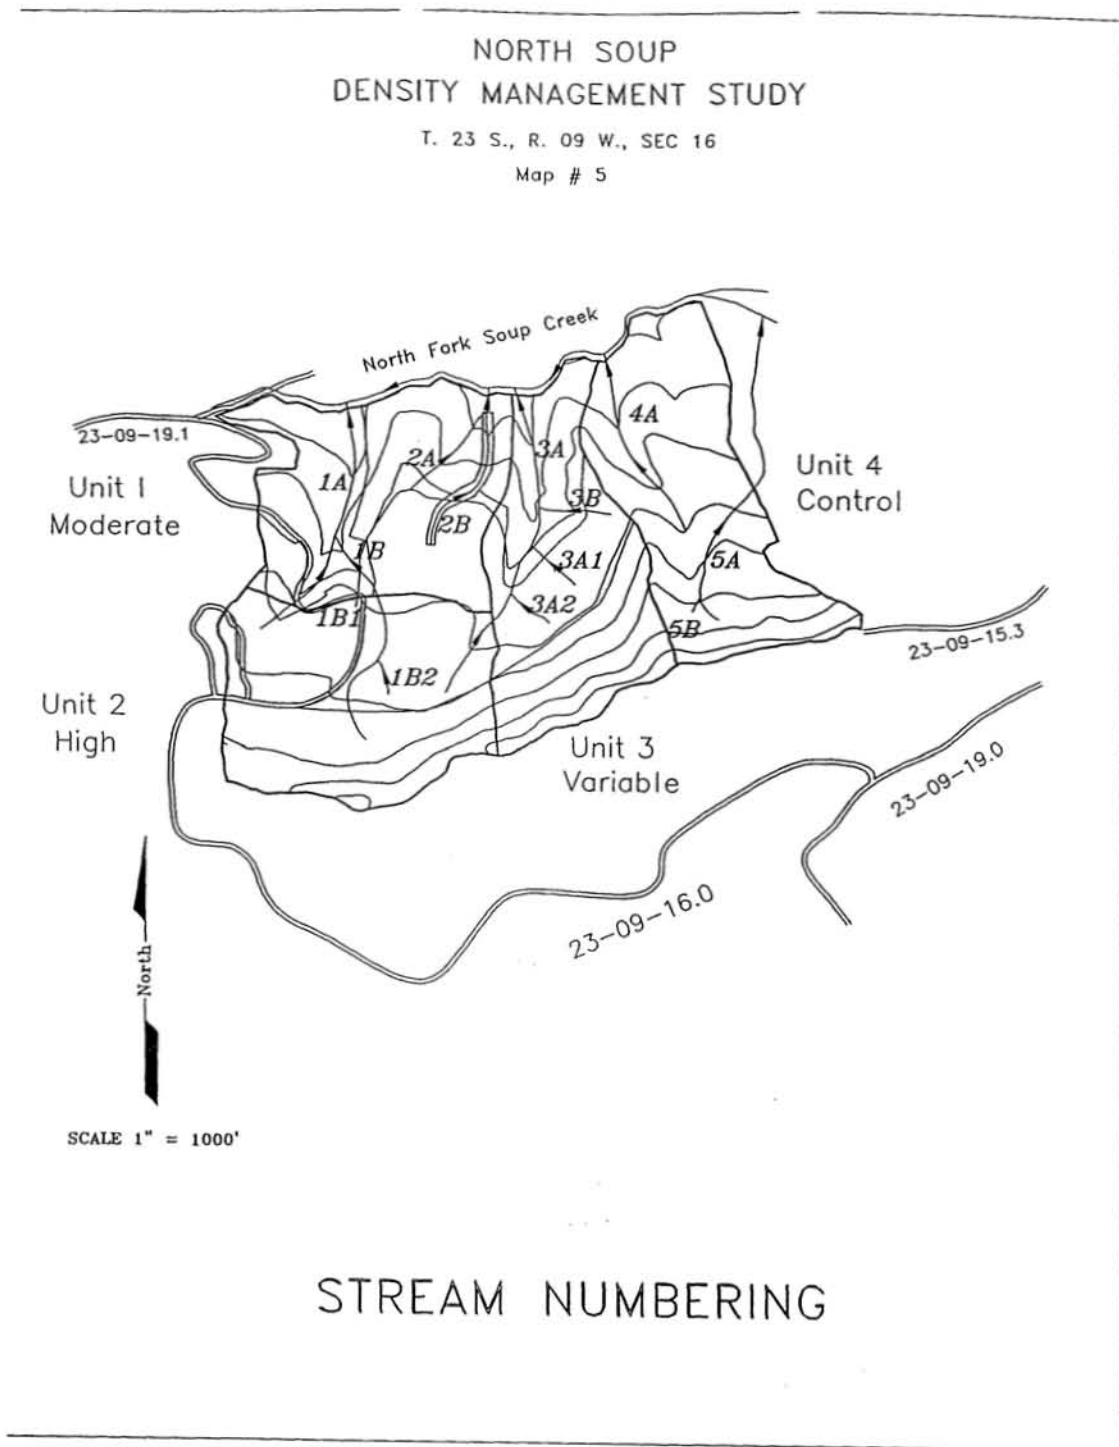 NORTH SOUP
DENSITY MANAGEMENT STUDY
T. 23 S., R. 09 W., SEC 16
Map # 5
North Fork Soup Creek
23-09-19.1
Unit 1
Moderate
1A
2A
3A
4A
Unit 4
Control
2B
3B
1B
3A1
5A
1B1
3A2
5B
23-09-15.3
1B2
Unit 2
High
Unit 3
Variable
23-09-19.0
23-09-16.0
North
SCALE 1" = 1000'
STREAM NUMBERING